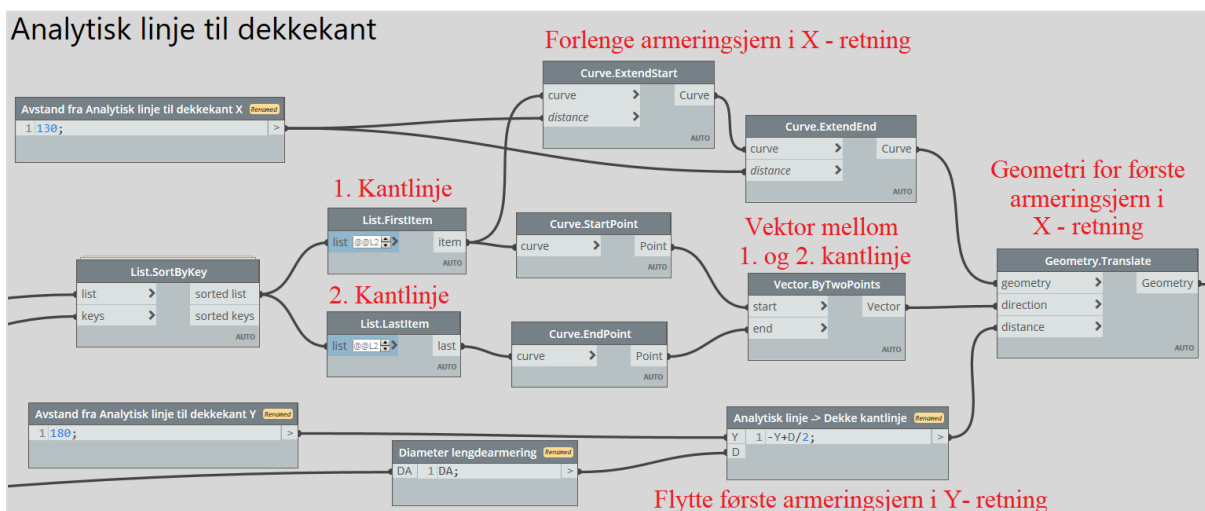 Analytisk linje til dekkekant
Forlenge armeringsjern i X - retning
Curve.ExtendStart
curve > Curve
distance >
AUTO
Avstand fra Analytisk linje til dekkekant X Renamed
1 130; >
Curve.ExtendEnd
curve > Curve
distance >
AUTO
1. Kantlinje
List.FirstItem
list @@L2 > item
AUTO
Curve.StartPoint
curve > Point
AUTO
Vektor mellom
1. og 2. kantlinje
Geometri for første
armeringsjern i
X - retning
List.SortByKey
list > sorted list
keys > sorted keys
AUTO
2. Kantlinje
List.LastItem
list @@L2 > last
AUTO
Curve.EndPoint
curve > Point
AUTO
Vector.ByTwoPoints
start > Vector
end >
AUTO
Geometry.Translate
geometry > Geometry
direction >
distance >
AUTO
Avstand fra Analytisk linje til dekkekant Y Renamed
1 180; >
Diameter lengdearmering Renamed
DA 1 DA; >
Analytisk linje -> Dekke kantlinje Renamed
Y 1 -Y+D/2; >
D
Flytte første armeringsjern i Y- retning